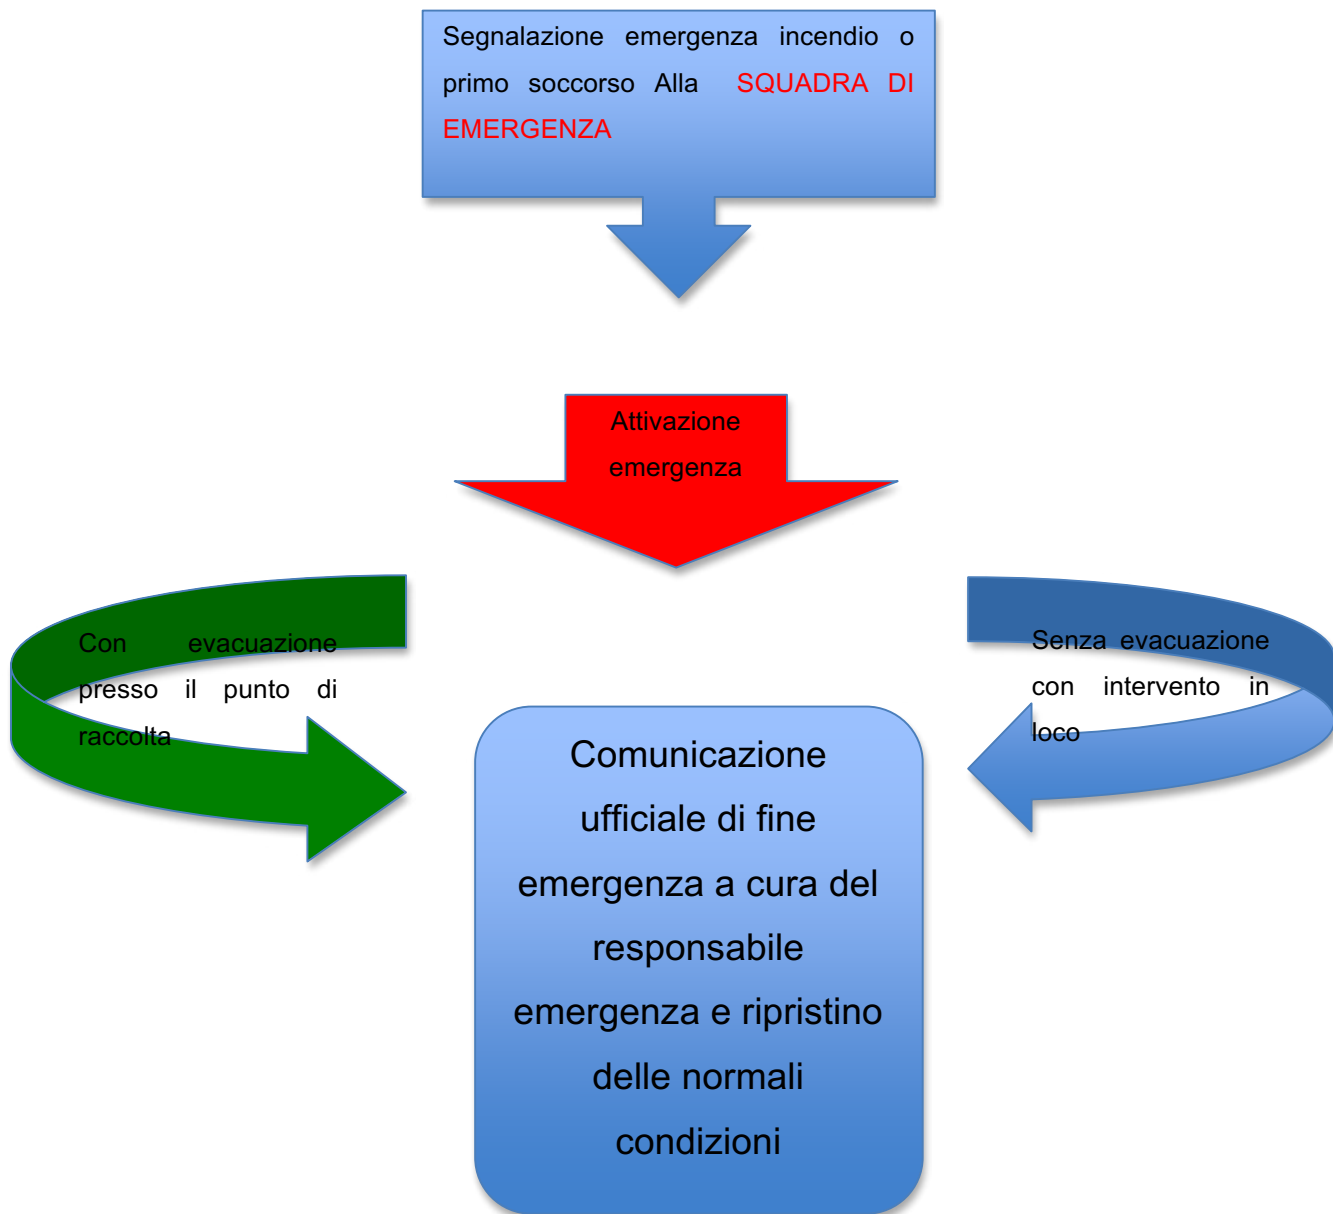 Segnalazione emergenza incendio o
primo soccorso Alla SQUADRA DI
EMERGENZA
Attivazione
emergenza
Con evacuazione
presso il punto di
raccolta
Senza evacuazione
con intervento in
loco
Comunicazione
ufficiale di fine
emergenza a cura del
responsabile
emergenza e ripristino
delle normali
condizioni